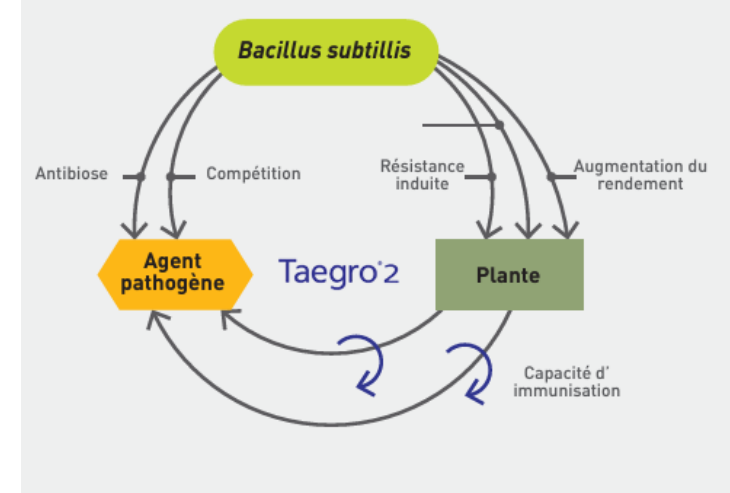 Bacillus subtillis
Antibiose
Compétition
Résistance
induite
Augmentation du
rendement
Agent
pathogène
Taegro®2
Plante
Capacité d'
immunisation